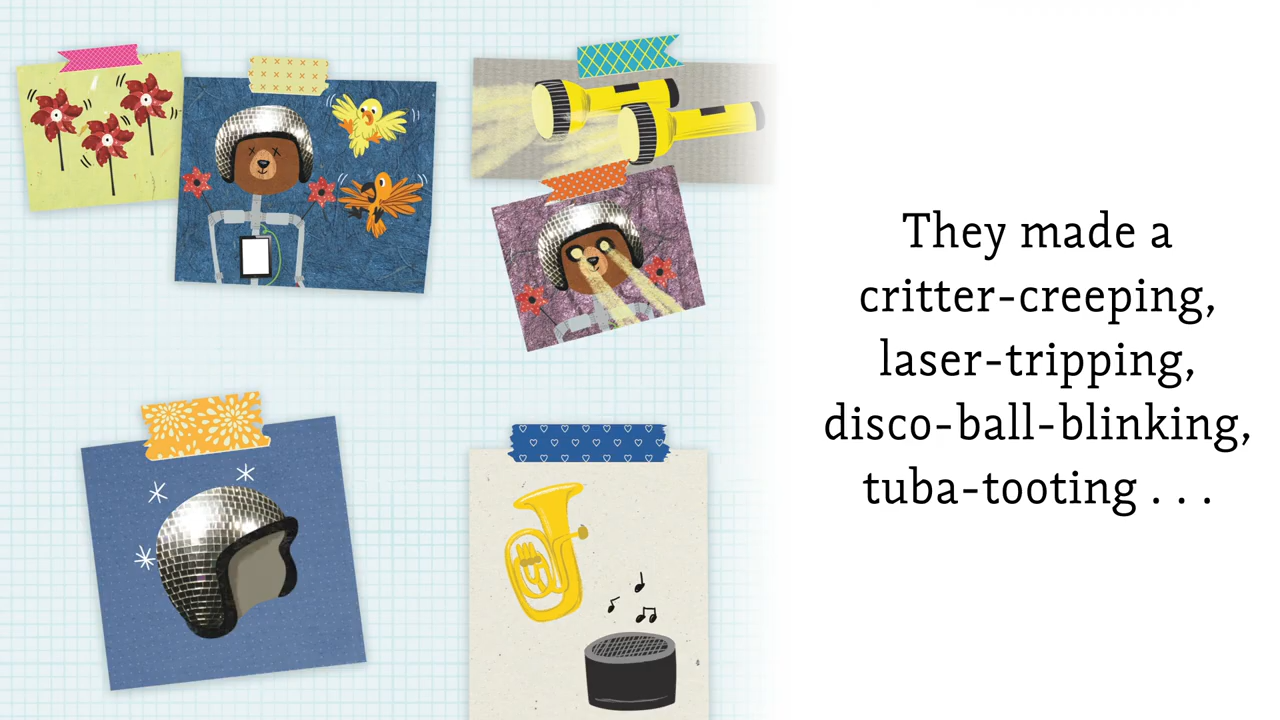 They made a
critter-creeping,
laser-tripping,
disco-ball-blinking,
tuba-tooting . . .